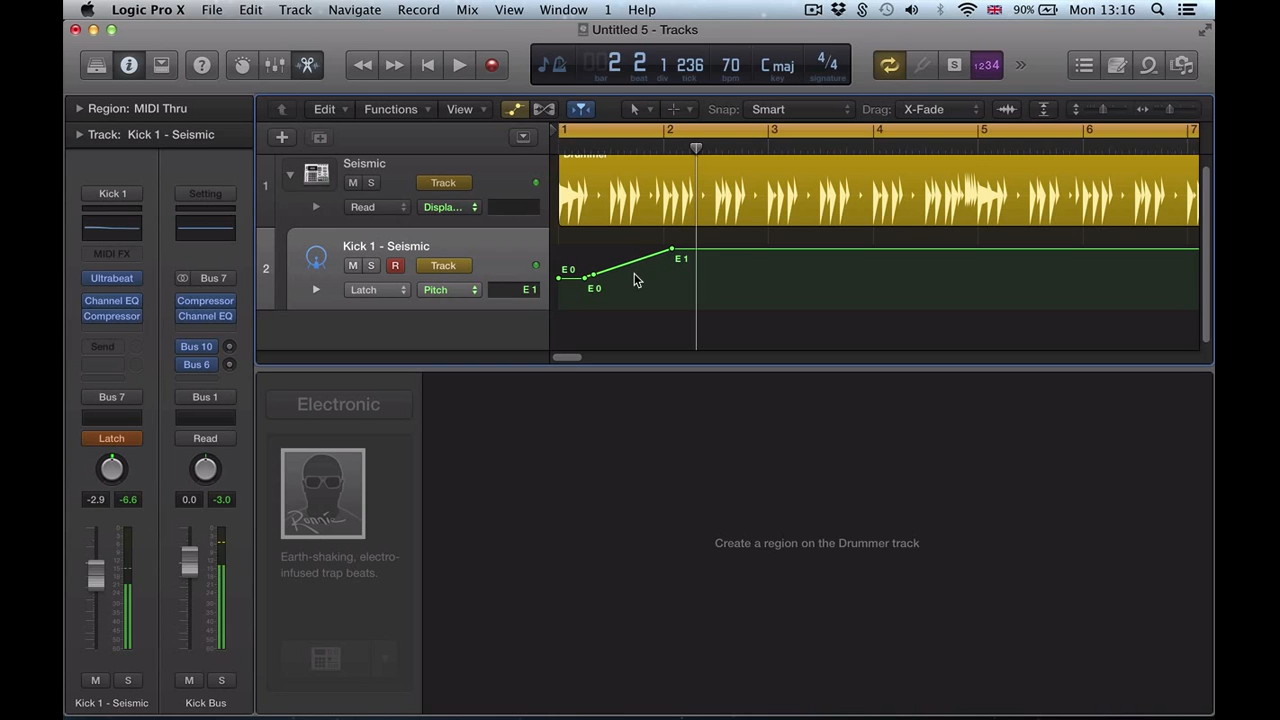 Logic Pro X File Edit Track Navigate Record Mix View Window 1 Help 90% Mon 13:16
Untitled 5 - Tracks
2 2 1 236 70 C maj 4/4
bar beat div tick bpm key signature
1234
Region: MIDI Thru
Track: Kick 1 - Seismic
Edit Functions View Snap: Smart Drag: X-Fade
1 2 3 4 5 6 7
1 Seismic
M S Track
Read Displa...
Drummer
2 Kick 1 - Seismic
M S R Track
Latch Pitch E 1
E 0
E 0
E 1
Kick 1 Setting
MIDI FX
Ultrabeat Bus 7
Channel EQ Compressor
Compressor Channel EQ
Send Bus 10
Bus 6
Bus 7 Bus 1
Latch Read
-2.9 -6.6 0.0 -3.0
M S M S
Kick 1 - Seismic Kick Bus
Electronic
Ronnie
Earth-shaking, electro-
infused trap beats.
Create a region on the Drummer track